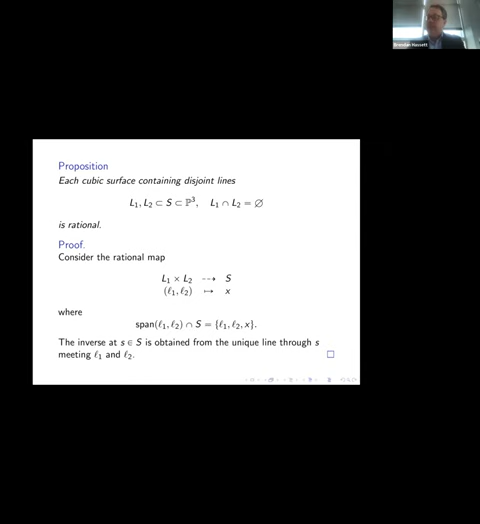 Brendan Hassett
Proposition
Each cubic surface containing disjoint lines
L₁, L₂ ⊂ S ⊂ ℙ³, L₁ ∩ L₂ = ∅
is rational.
Proof.
Consider the rational map
L₁ × L₂ ⇢ S
(ℓ₁, ℓ₂) ↦ x
where
span(ℓ₁, ℓ₂) ∩ S = {ℓ₁, ℓ₂, x}.
The inverse at s ∈ S is obtained from the unique line through s
meeting ℓ₁ and ℓ₂.